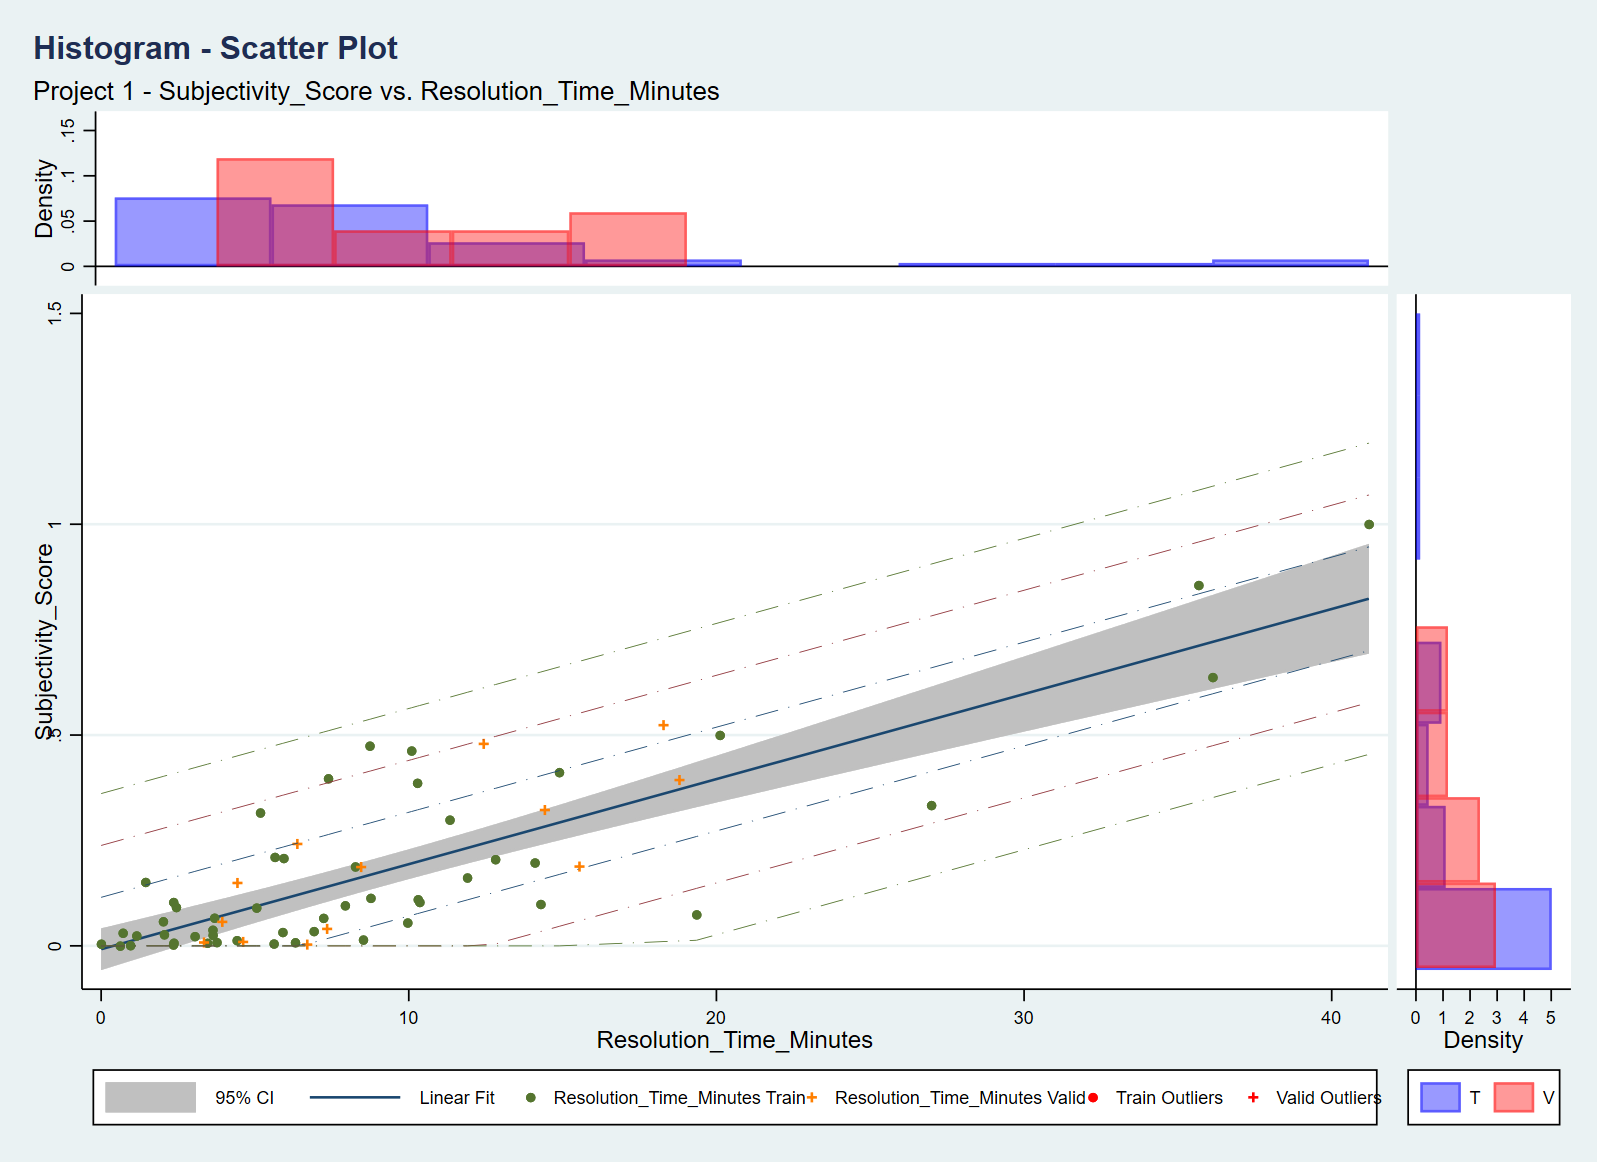 Histogram - Scatter Plot
Project 1 - Subjectivity_Score vs. Resolution_Time_Minutes
Density
0 .05 .1 .15
Subjectivity_Score
0 .5 1 1.5
0 10 20 30 40
Resolution_Time_Minutes
0 1 2 3 4 5
Density
95% CI Linear Fit Resolution_Time_Minutes Train Resolution_Time_Minutes Valid Train Outliers Valid Outliers
T V